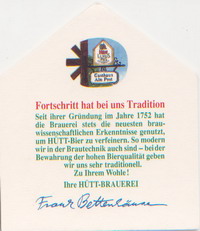 Fortschritt hat bei uns Tradition
Seit ihrer Gründung im Jahre 1752 hat
die Brauerei stets die neuesten brau-
wissenschaftlichen Erkenntnisse genutzt,
um HÜTT-Bier zu verfeinern. So modern
wir in der Brautechnik auch sind – bei der
Bewahrung der hohen Bierqualität geben
wir uns sehr traditionell.
Zu Ihrem Wohle!
Ihre HÜTT-BRAUEREI
Frank Bettenhäuser